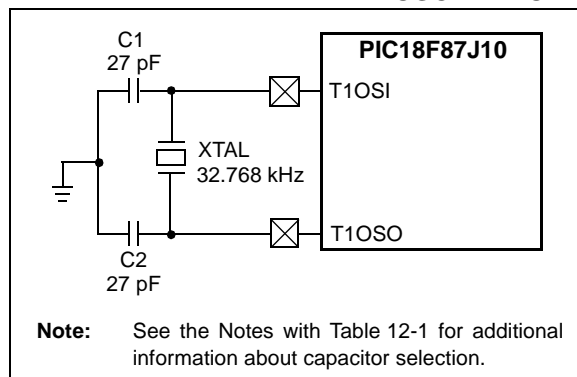 C1
27 pF
PIC18F87J10
T1OSI
XTAL
32.768 kHz
T1OSO
C2
27 pF
Note: See the Notes with Table 12-1 for additional
information about capacitor selection.